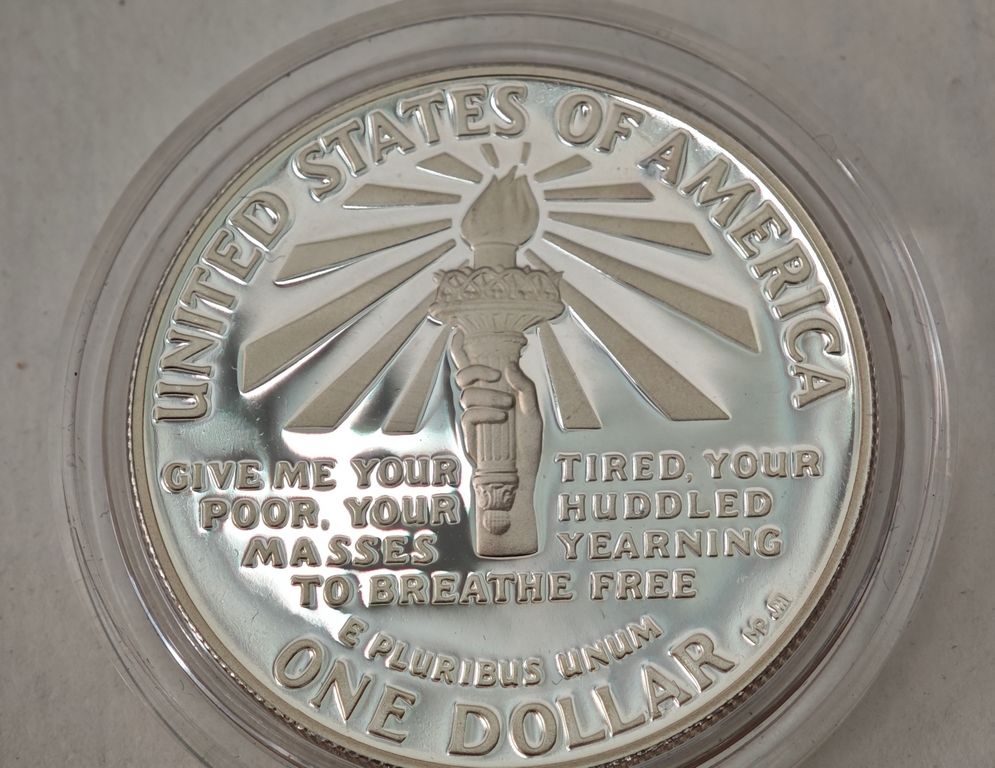 UNITED STATES OF AMERICA
GIVE ME YOUR TIRED, YOUR
POOR, YOUR HUDDLED
MASSES YEARNING
TO BREATHE FREE
E PLURIBUS UNUM
ONE DOLLAR